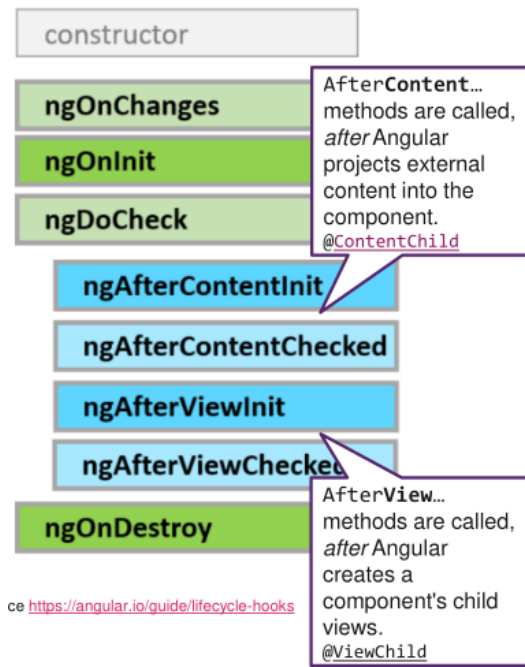 constructor
ngOnChanges
ngOnInit
ngDoCheck
AfterContent…
methods are called,
after Angular
projects external
content into the
component.
@ContentChild
ngAfterContentInit
ngAfterContentChecked
ngAfterViewInit
ngAfterViewChecked
ngOnDestroy
AfterView…
methods are called,
after Angular
creates a
component's child
views.
@ViewChild
ce https://angular.io/guide/lifecycle-hooks